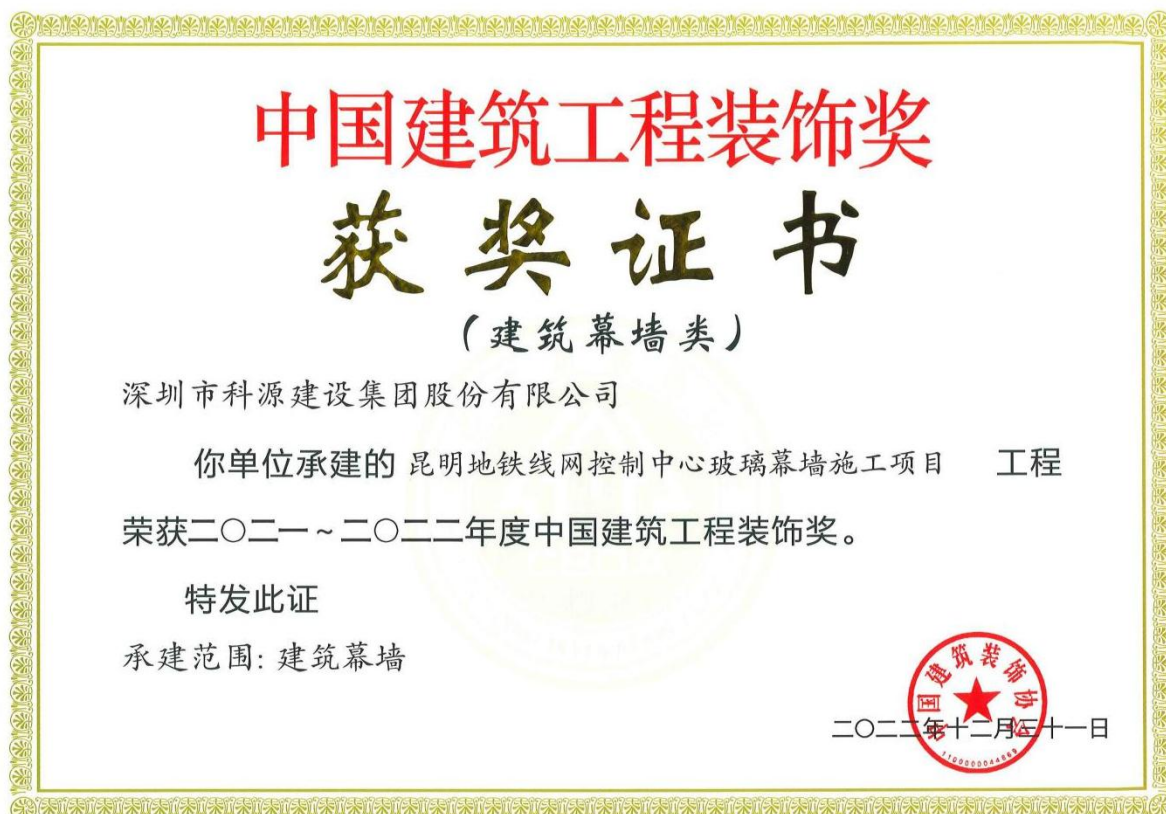 中国建筑工程装饰奖
获奖证书
(建筑幕墙类)
深圳市科源建设集团股份有限公司
你单位承建的 昆明地铁线网控制中心玻璃幕墙施工项目 工程
荣获二〇二一~二〇二二年度中国建筑工程装饰奖。
特发此证
承建范围: 建筑幕墙
中国建筑装饰协会
二〇二二年十二月三十一日